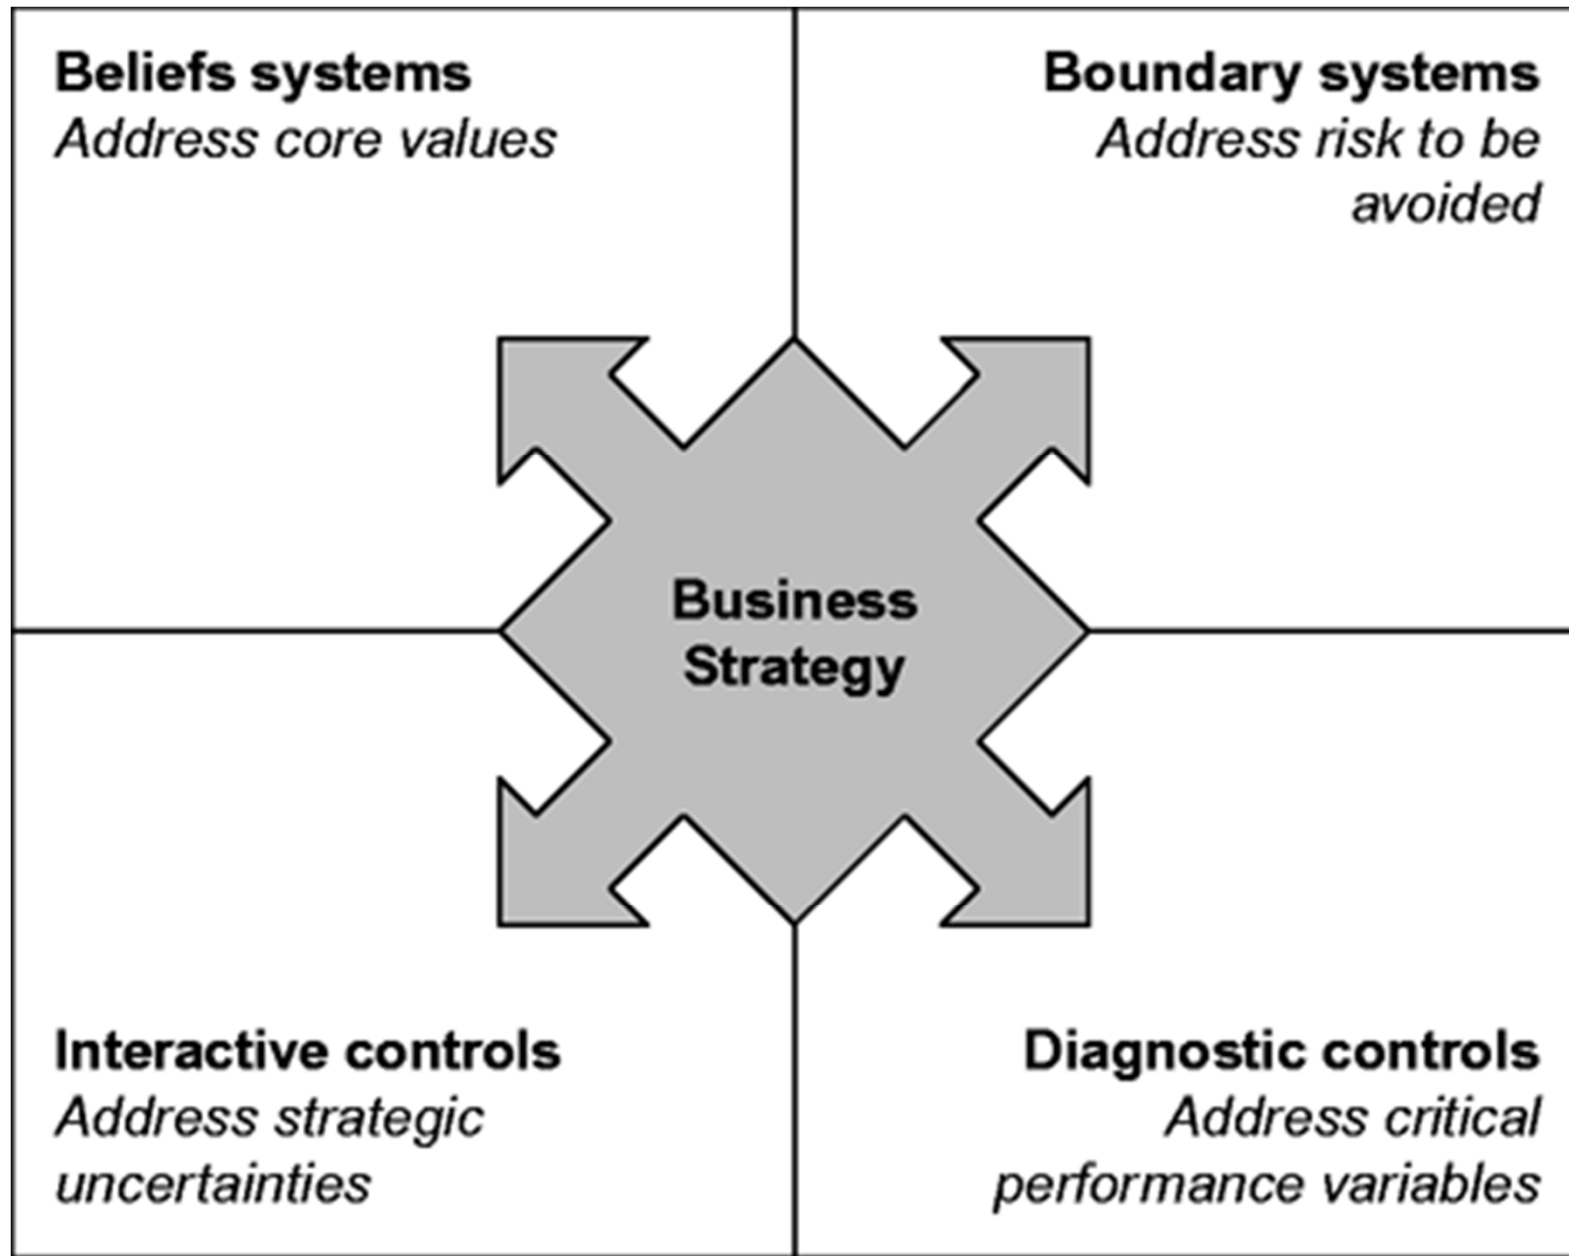 Beliefs systems
Address core values
Boundary systems
Address risk to be
avoided
Business
Strategy
Interactive controls
Address strategic
uncertainties
Diagnostic controls
Address critical
performance variables